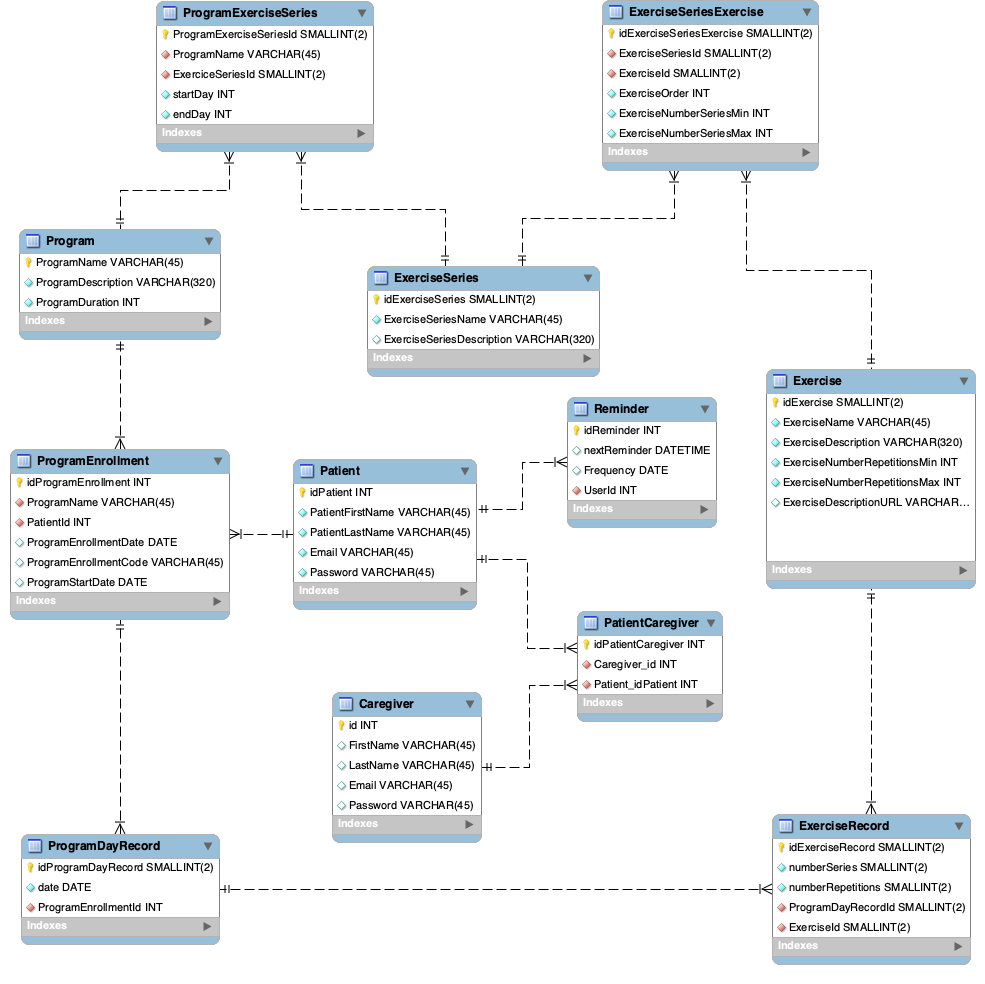 ProgramExerciseSeries
ProgramExerciseSeriesId SMALLINT(2)
ProgramName VARCHAR(45)
ExerciceSeriesId SMALLINT(2)
startDay INT
endDay INT
Indexes
ExerciseSeriesExercise
idExerciseSeriesExercise SMALLINT(2)
ExerciseSeriesId SMALLINT(2)
ExerciseId SMALLINT(2)
ExerciseOrder INT
ExerciseNumberSeriesMin INT
ExerciseNumberSeriesMax INT
Indexes
Program
ProgramName VARCHAR(45)
ProgramDescription VARCHAR(320)
ProgramDuration INT
Indexes
ExerciseSeries
idExerciseSeries SMALLINT(2)
ExerciseSeriesName VARCHAR(45)
ExerciseSeriesDescription VARCHAR(320)
Indexes
Exercise
idExercise SMALLINT(2)
ExerciseName VARCHAR(45)
ExerciseDescription VARCHAR(320)
ExerciseNumberRepetitionsMin INT
ExerciseNumberRepetitionsMax INT
ExerciseDescriptionURL VARCHAR...
Indexes
Reminder
idReminder INT
nextReminder DATETIME
Frequency DATE
UserId INT
Indexes
ProgramEnrollment
idProgramEnrollment INT
ProgramName VARCHAR(45)
PatientId INT
ProgramEnrollmentDate DATE
ProgramEnrollmentCode VARCHAR(45)
ProgramStartDate DATE
Indexes
Patient
idPatient INT
PatientFirstName VARCHAR(45)
PatientLastName VARCHAR(45)
Email VARCHAR(45)
Password VARCHAR(45)
Indexes
PatientCaregiver
idPatientCaregiver INT
Caregiver_id INT
Patient_idPatient INT
Indexes
Caregiver
id INT
FirstName VARCHAR(45)
LastName VARCHAR(45)
Email VARCHAR(45)
Password VARCHAR(45)
Indexes
ProgramDayRecord
idProgramDayRecord SMALLINT(2)
date DATE
ProgramEnrollmentId INT
Indexes
ExerciseRecord
idExerciseRecord SMALLINT(2)
numberSeries SMALLINT(2)
numberRepetitions SMALLINT(2)
ProgramDayRecordId SMALLINT(2)
ExerciseId SMALLINT(2)
Indexes